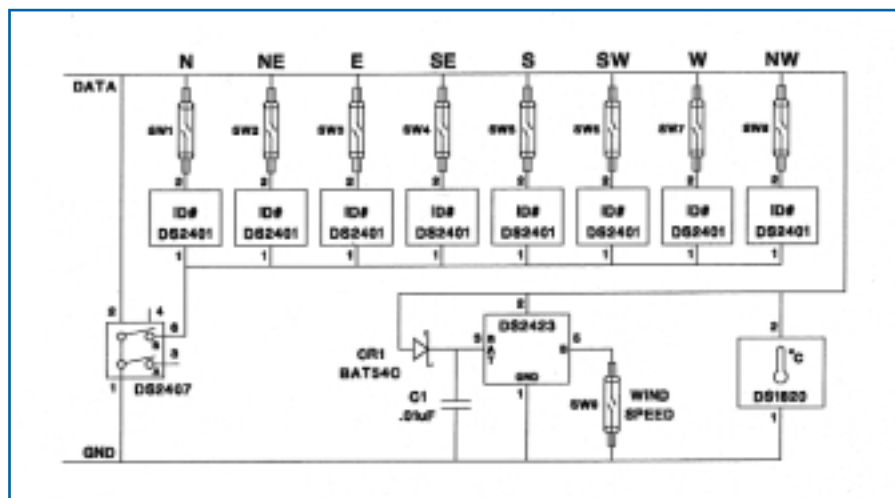 N NE E SE S SW W NW
DATA
SW1 SW2 SW3 SW4 SW5 SW6 SW7 SW8
2 2 2 2 2 2 2 2
ID# ID# ID# ID# ID# ID# ID# ID#
DS2401 DS2401 DS2401 DS2401 DS2401 DS2401 DS2401 DS2401
1 1 1 1 1 1 1 1
2 4
6
3
1 DS2407
CR1
BAT54C
C1
.01uF
2
DS2423
5 BAT 6
GND
1
SW9
WIND
SPEED
2
°C
DS1820
1
GND